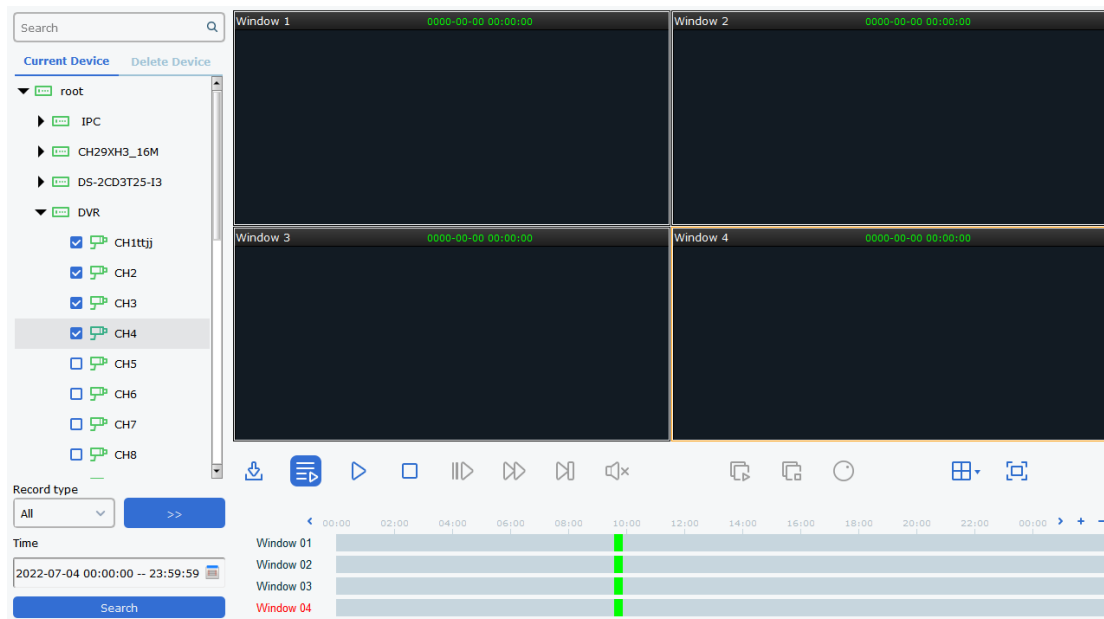 Search
Current Device Delete Device
root
IPC
CH29XH3_16M
DS-2CD3T25-I3
DVR
CH1ttjj
CH2
CH3
CH4
CH5
CH6
CH7
CH8
Record type
All >>
Time
2022-07-04 00:00:00 -- 23:59:59
Search
Window 1 0000-00-00 00:00:00
Window 2 0000-00-00 00:00:00
Window 3 0000-00-00 00:00:00
Window 4 0000-00-00 00:00:00
00:00 02:00 04:00 06:00 08:00 10:00 12:00 14:00 16:00 18:00 20:00 22:00 00:00
Window 01
Window 02
Window 03
Window 04